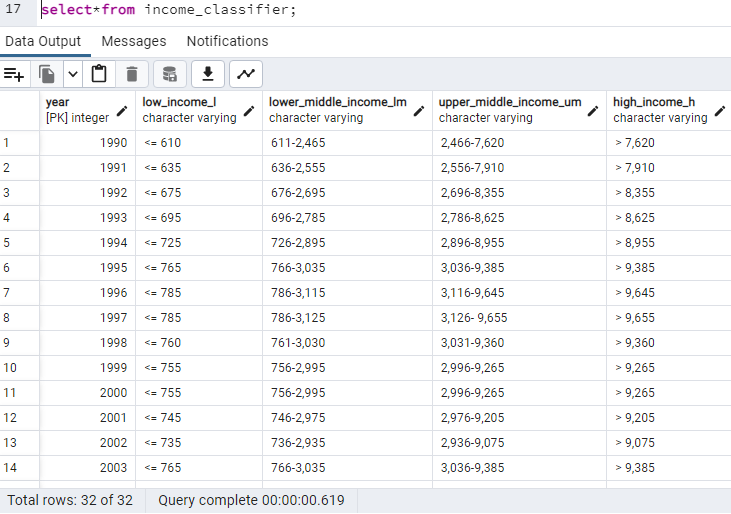 17 select*from income_classifier;
Data Output Messages Notifications
year low_income_l lower_middle_income_lm upper_middle_income_um high_income_h
[PK] integer character varying character varying character varying character varying
1 1990 <= 610 611-2,465 2,466-7,620 > 7,620
2 1991 <= 635 636-2,555 2,556-7,910 > 7,910
3 1992 <= 675 676-2,695 2,696-8,355 > 8,355
4 1993 <= 695 696-2,785 2,786-8,625 > 8,625
5 1994 <= 725 726-2,895 2,896-8,955 > 8,955
6 1995 <= 765 766-3,035 3,036-9,385 > 9,385
7 1996 <= 785 786-3,115 3,116-9,645 > 9,645
8 1997 <= 785 786-3,125 3,126- 9,655 > 9,655
9 1998 <= 760 761-3,030 3,031-9,360 > 9,360
10 1999 <= 755 756-2,995 2,996-9,265 > 9,265
11 2000 <= 755 756-2,995 2,996-9,265 > 9,265
12 2001 <= 745 746-2,975 2,976-9,205 > 9,205
13 2002 <= 735 736-2,935 2,936-9,075 > 9,075
14 2003 <= 765 766-3,035 3,036-9,385 > 9,385
Total rows: 32 of 32 Query complete 00:00:00.619